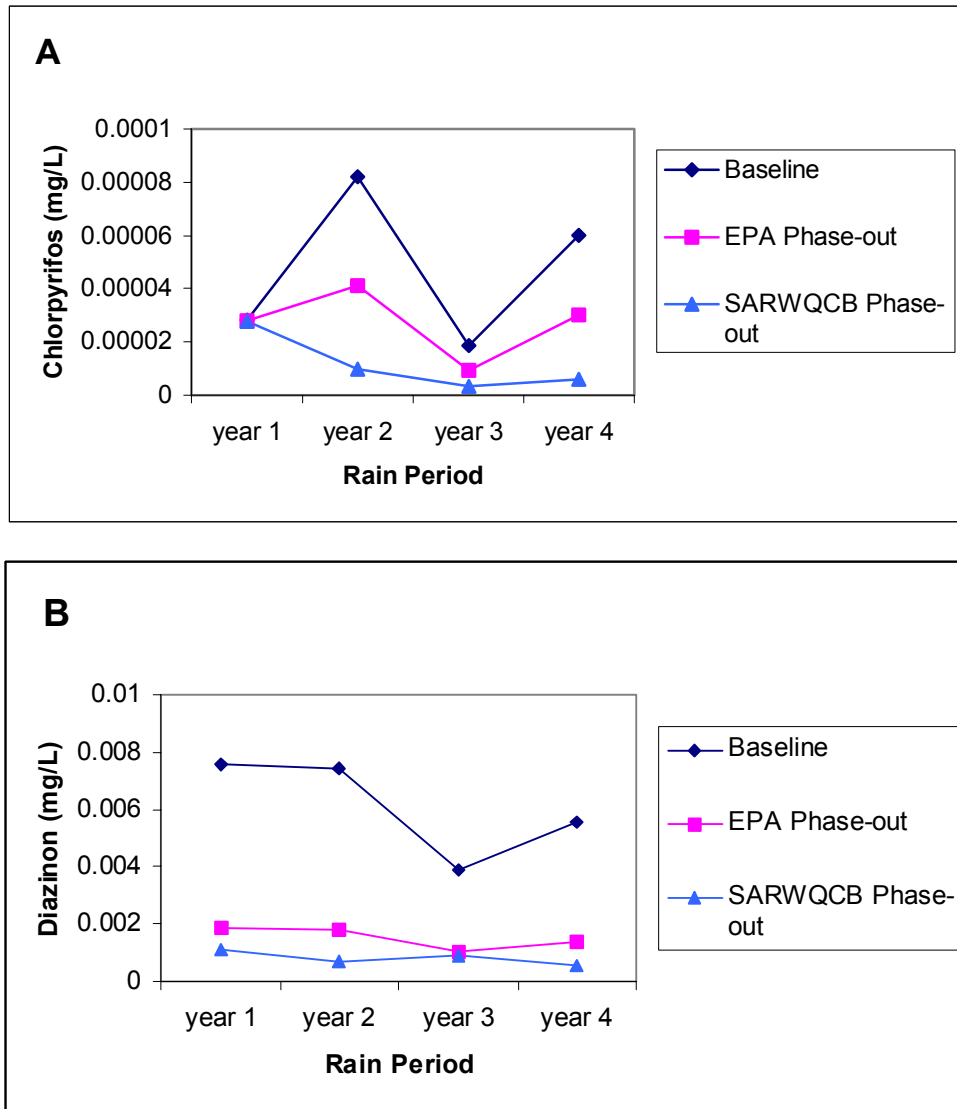 A
Chlorpyrifos (mg/L)
0.0001
0.00008
0.00006
0.00004
0.00002
0
year 1 year 2 year 3 year 4
Rain Period
Baseline
EPA Phase-out
SARWQCB Phase-
out
B
Diazinon (mg/L)
0.01
0.008
0.006
0.004
0.002
0
year 1 year 2 year 3 year 4
Rain Period
Baseline
EPA Phase-out
SARWQCB Phase-
out